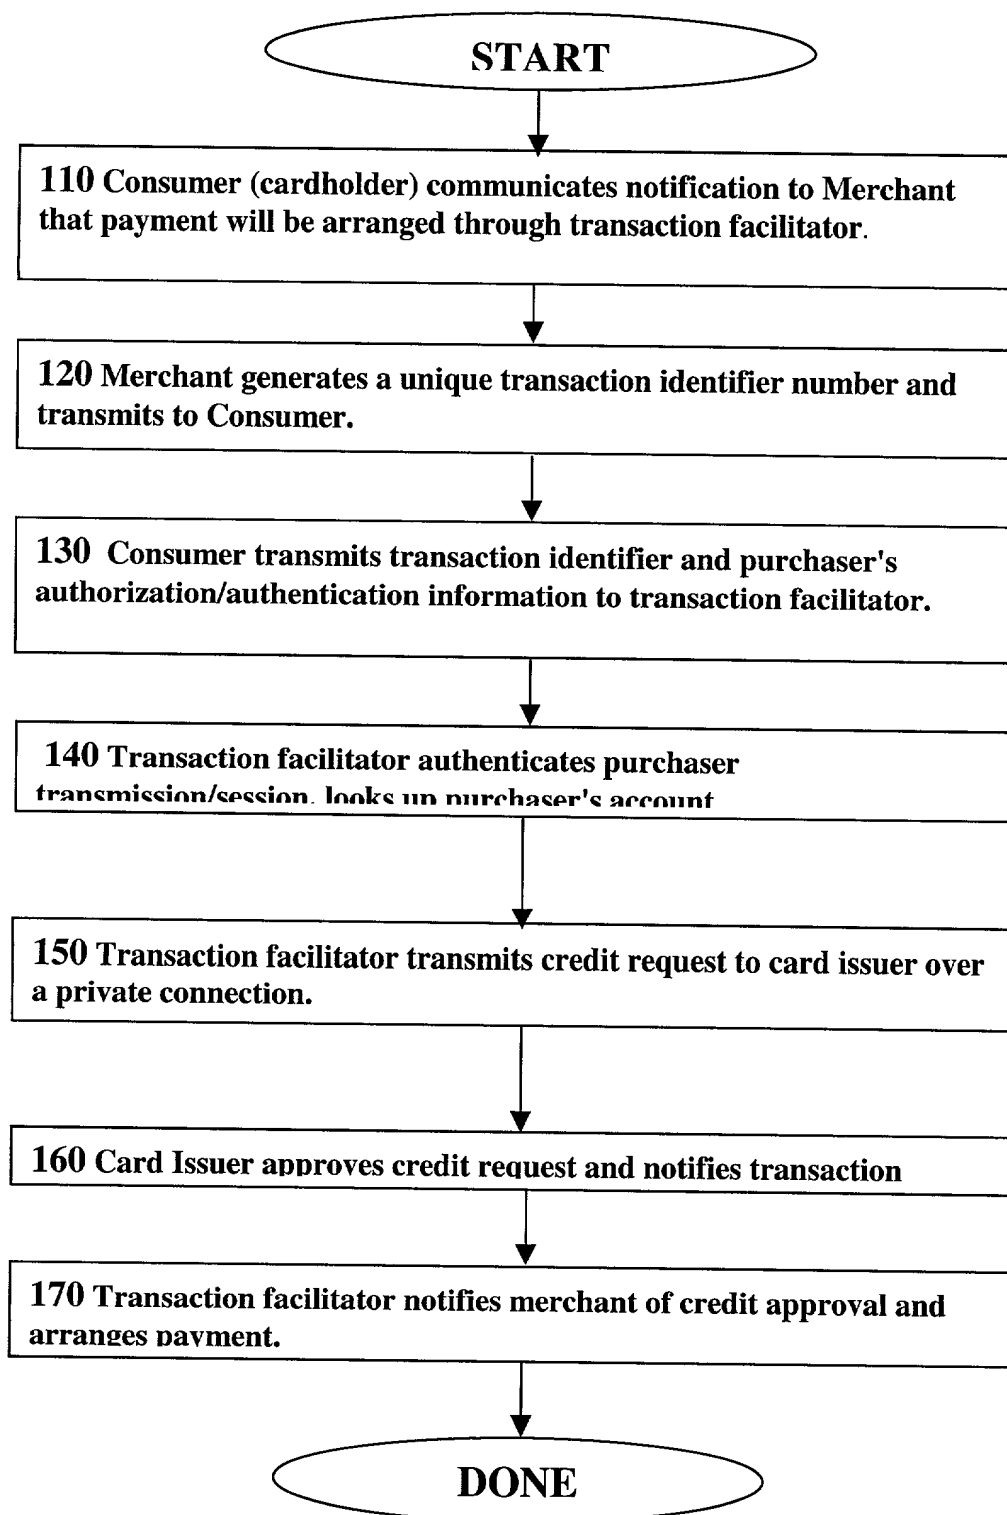 START
110 Consumer (cardholder) communicates notification to Merchant
that payment will be arranged through transaction facilitator.
120 Merchant generates a unique transaction identifier number and
transmits to Consumer.
130 Consumer transmits transaction identifier and purchaser's
authorization/authentication information to transaction facilitator.
140 Transaction facilitator authenticates purchaser
transmission/session, looks up purchaser's account
150 Transaction facilitator transmits credit request to card issuer over
a private connection.
160 Card Issuer approves credit request and notifies transaction
170 Transaction facilitator notifies merchant of credit approval and
arranges payment.
DONE